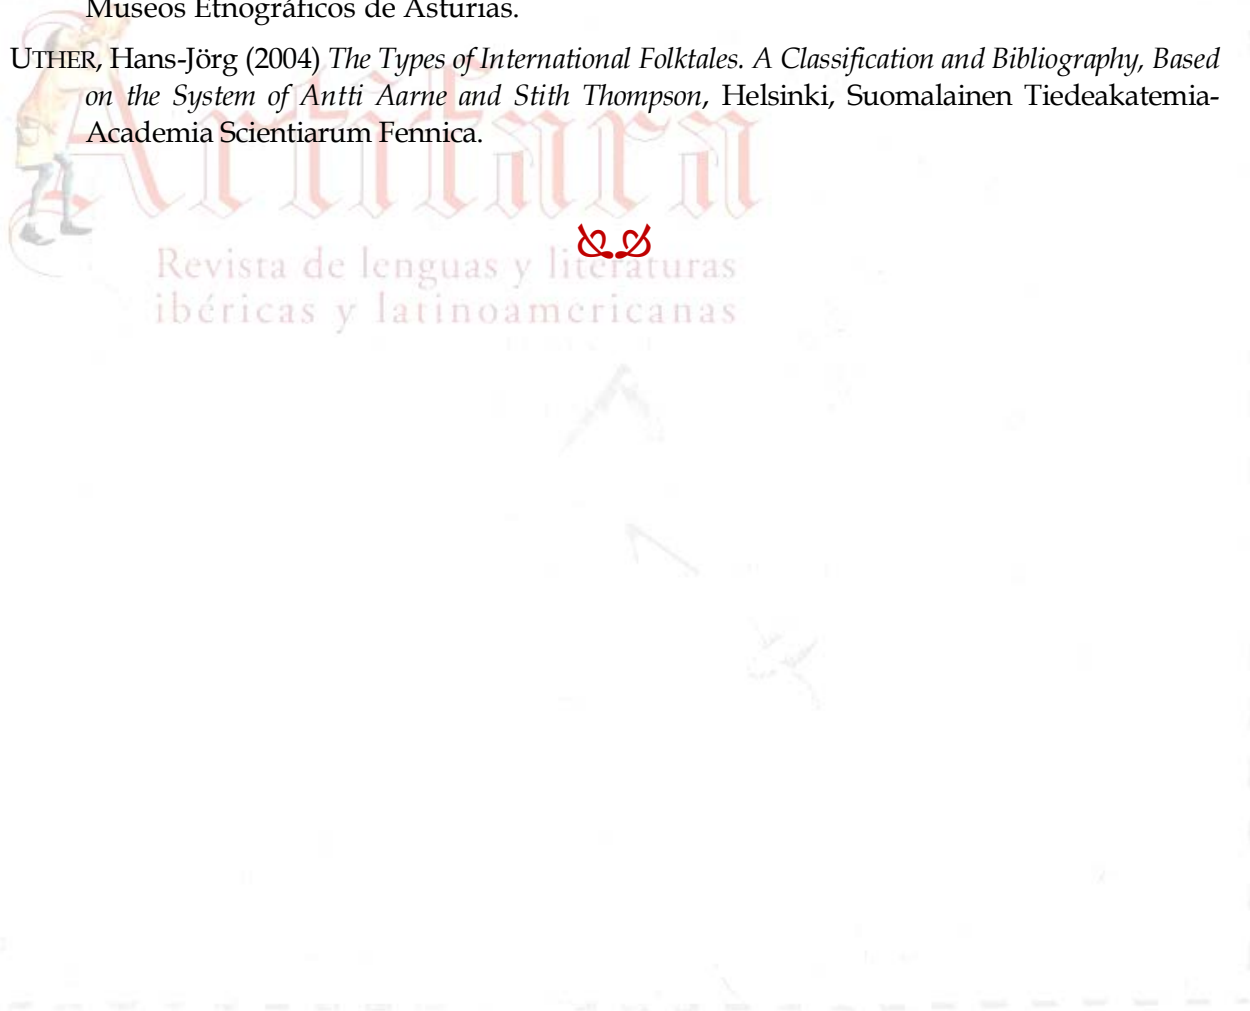 Museos Etnográficos de Asturias.
UTHER, Hans-Jörg (2004) The Types of International Folktales. A Classification and Bibliography, Based
on the System of Antti Aarne and Stith Thompson, Helsinki, Suomalainen Tiedeakatemia-
Academia Scientiarum Fennica.
Artifara
Revista de lenguas y literaturas
ibéricas y latinoamericanas